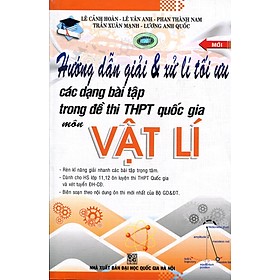 LÊ CẢNH HOÀN - LÊ VÂN ANH - PHAN THÀNH NAM
TRẦN XUÂN MẠNH - LƯƠNG ANH QUỐC
MỚI
Hướng dẫn giải & xử lí tối ưu
các dạng bài tập
trong đề thi THPT quốc gia
môn
VẬT LÍ
- Rèn kĩ năng giải nhanh các bài tập trọng tâm.
- Dành cho HS lớp 11,12 ôn luyện thi THPT Quốc gia
và xét tuyển ĐH-CĐ.
- Biên soạn theo nội dung ôn thi mới nhất của Bộ GD&ĐT.
NHÀ XUẤT BẢN ĐẠI HỌC QUỐC GIA HÀ NỘI